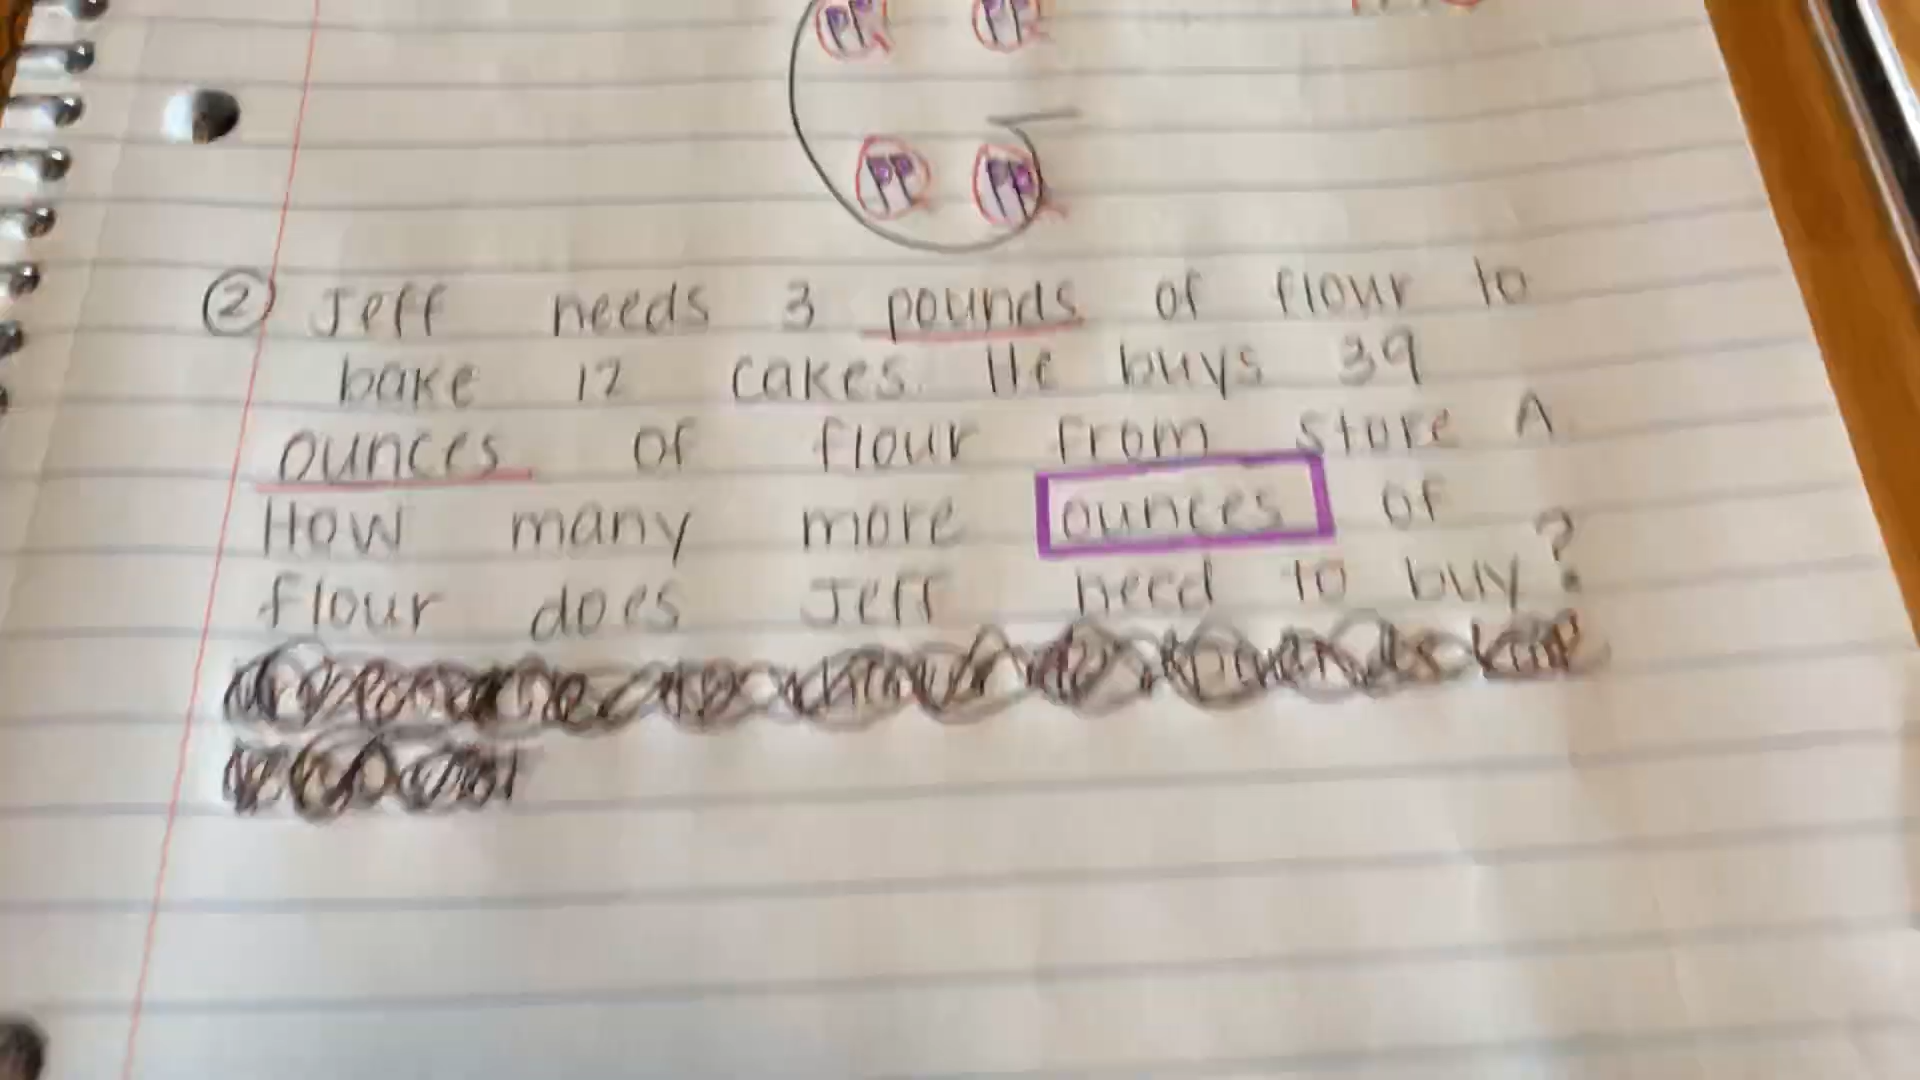 PP PP
PP PP
2 Jeff needs 3 pounds of flour to
bake 12 cakes. He buys 39
ounces of flour from store A.
How many more ounces of
flour does Jeff need to buy?